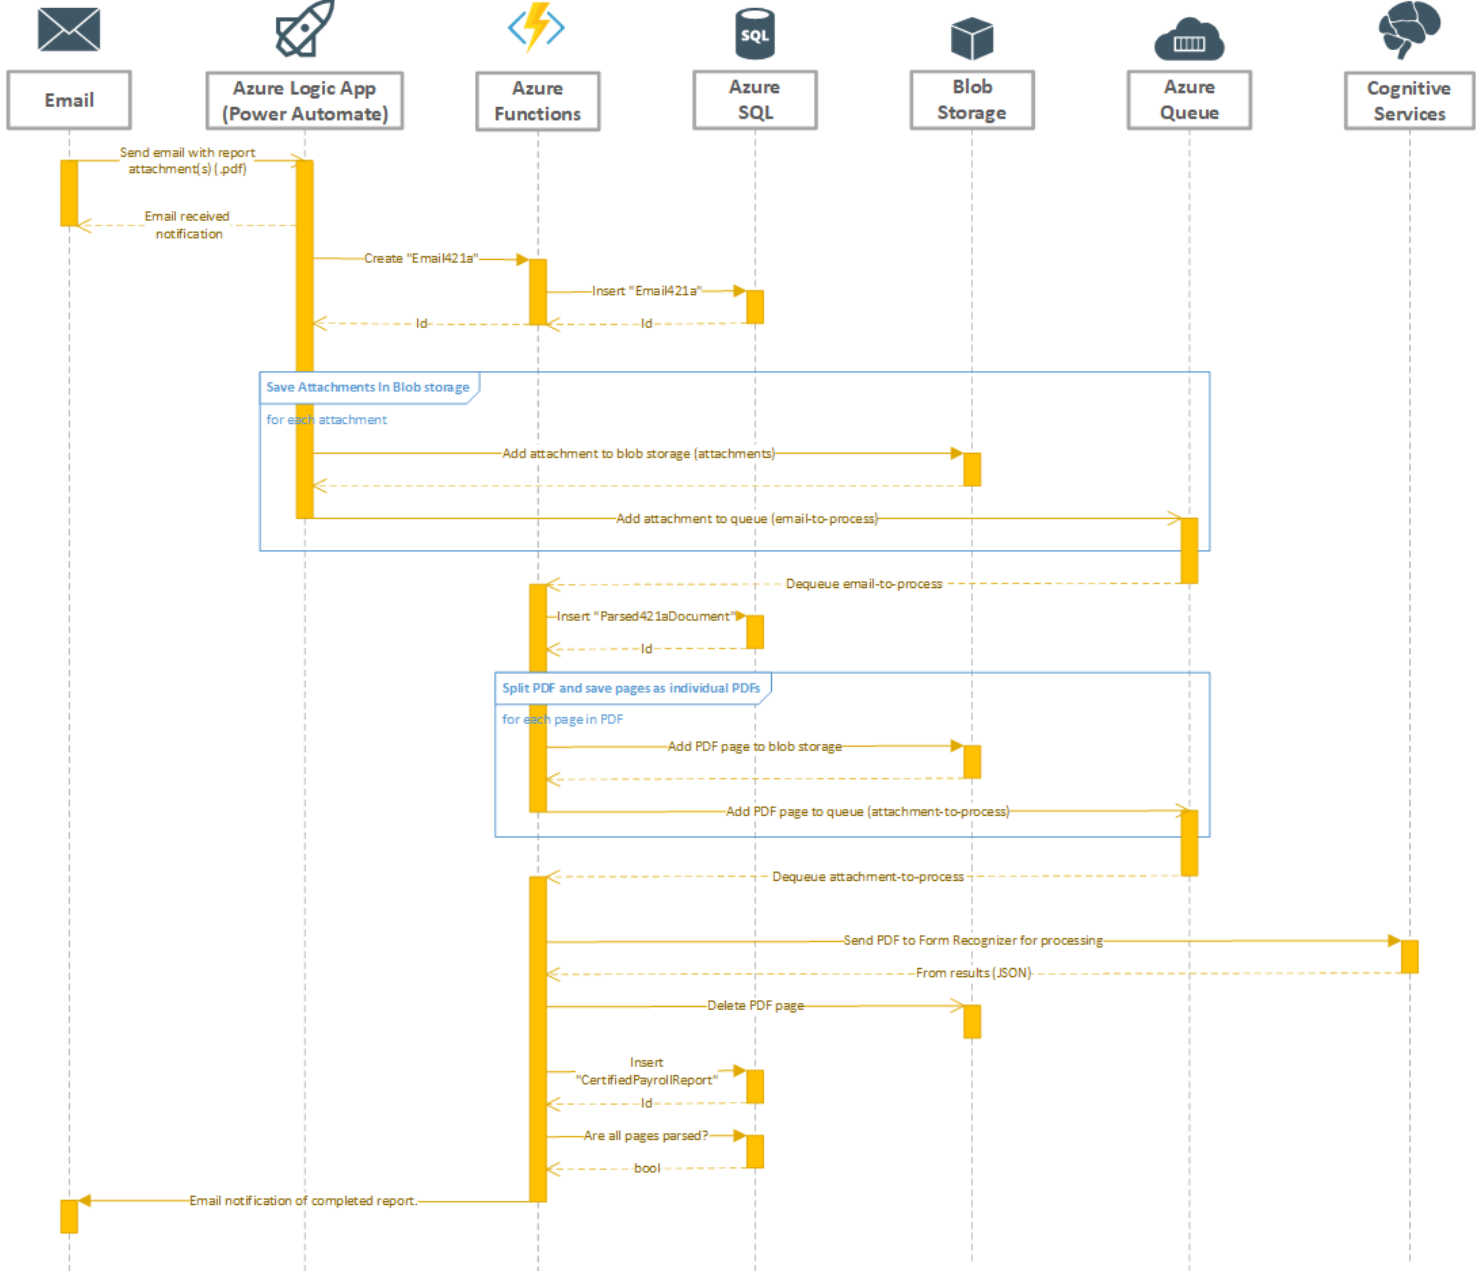 SQL
Email
Azure Logic App
(Power Automate)
Azure
Functions
Azure
SQL
Blob
Storage
Azure
Queue
Cognitive
Services
Send email with report
attachment(s) (.pdf)
Email received
notification
Create "Email421a"
Insert "Email421a"
Id
Id
Save Attachments In Blob storage
for each attachment
Add attachment to blob storage (attachments)
Add attachment to queue (email-to-process)
Dequeue email-to-process
Insert "Parsed421aDocument"
Id
Split PDF and save pages as individual PDFs
for each page in PDF
Add PDF page to blob storage
Add PDF page to queue (attachment-to-process)
Dequeue attachment-to-process
Send PDF to Form Recognizer for processing
From results (JSON)
Delete PDF page
Insert
"CertifiedPayrollReport"
Id
Are all pages parsed?
bool
Email notification of completed report.